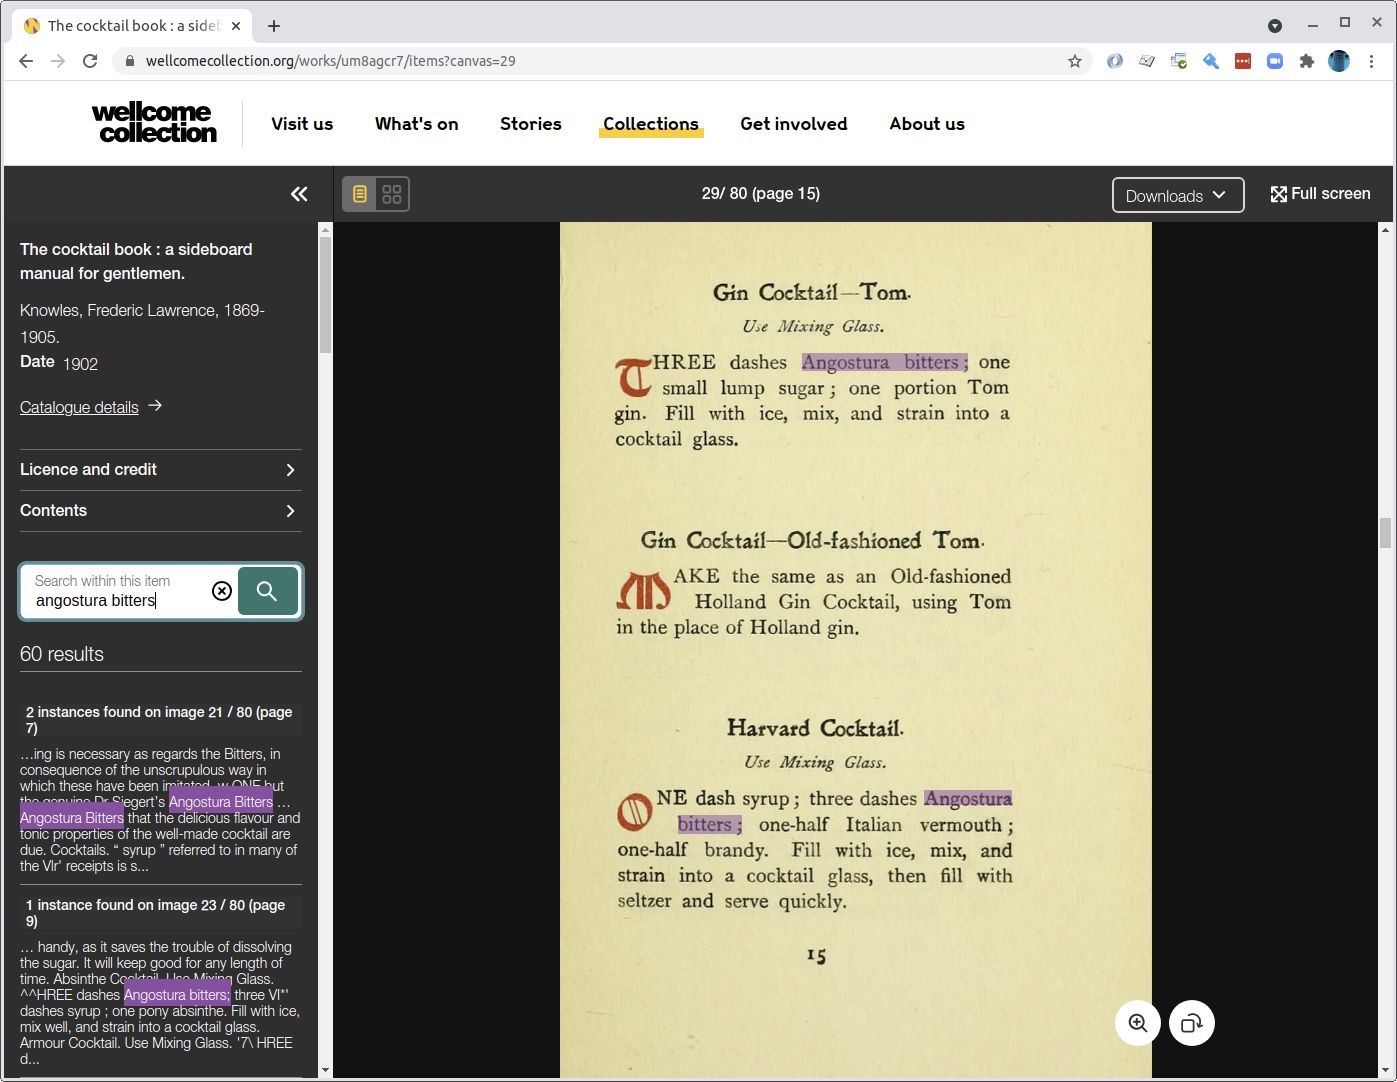 The cocktail book : a sideb
wellcomecollection.org/works/um8agcr7/items?canvas=29
wellcome
collection
Visit us
What's on
Stories
Collections
Get involved
About us
29/ 80 (page 15)
Downloads
Full screen
The cocktail book : a sideboard
manual for gentlemen.
Knowles, Frederic Lawrence, 1869-
1905.
Date 1902
Catalogue details
Licence and credit
Contents
Search within this item
angostura bitters
60 results
2 instances found on image 21 / 80 (page
7)
…ing is necessary as regards the Bitters, in
consequence of the unscrupulous way in
which these have been imitated. w ONE but
the genuine Dr Siegert's Angostura Bitters …
Angostura Bitters that the delicious flavour and
tonic properties of the well-made cocktail are
due. Cocktails. “ syrup ” referred to in many of
the Vlr' receipts is s...
1 instance found on image 23 / 80 (page
9)
… handy, as it saves the trouble of dissolving
the sugar. It will keep good for any length of
time. Absinthe Cocktail. Use Mixing Glass.
^^HREE dashes Angostura bitters; three Vl*'
dashes syrup ; one pony absinthe. Fill with ice,
mix well, and strain into a cocktail glass.
Armour Cocktail. Use Mixing Glass. '7\ HREE
d...
Gin Cocktail—Tom.
Use Mixing Glass.
THREE dashes Angostura bitters ; one
small lump sugar ; one portion Tom
gin. Fill with ice, mix, and strain into a
cocktail glass.
Gin Cocktail—Old-fashioned Tom.
MAKE the same as an Old-fashioned
Holland Gin Cocktail, using Tom
in the place of Holland gin.
Harvard Cocktail.
Use Mixing Glass.
ONE dash syrup ; three dashes Angostura
bitters ; one-half Italian vermouth ;
one-half brandy. Fill with ice, mix, and
strain into a cocktail glass, then fill with
seltzer and serve quickly.
15